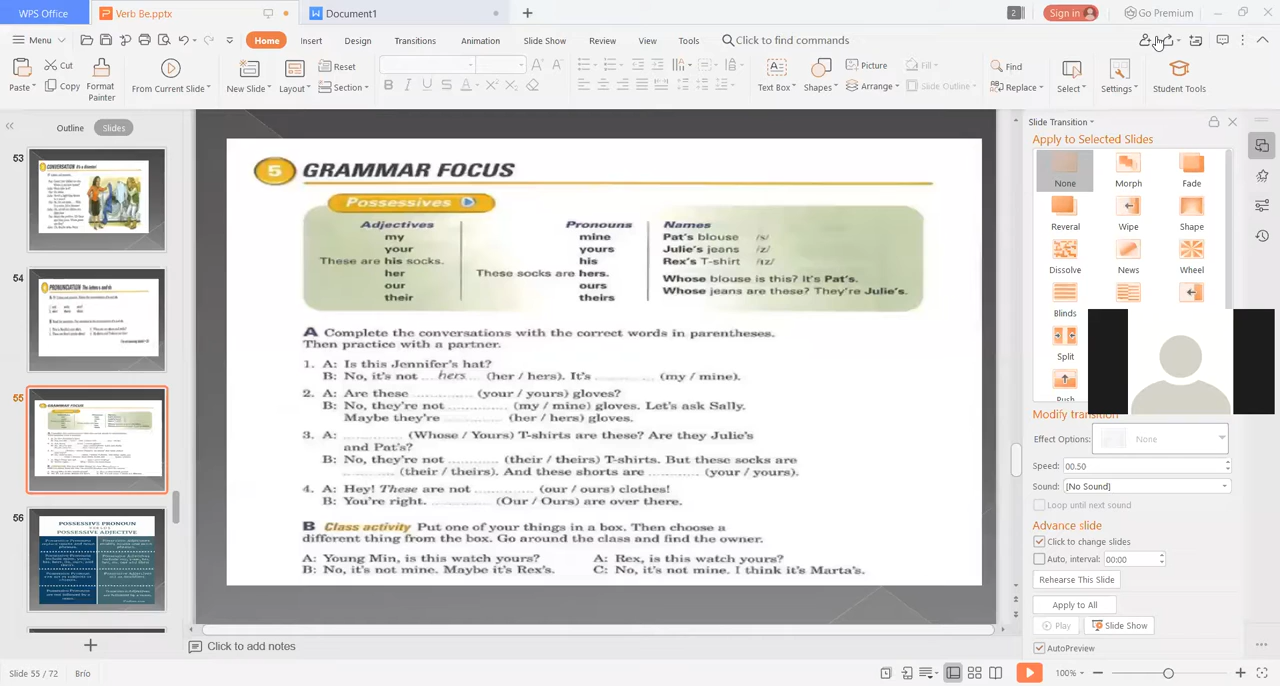 WPS Office
Verb Be.pptx
Document1
2
Sign in
Go Premium
Menu
Home
Insert
Design
Transitions
Animation
Slide Show
Review
View
Tools
Click to find commands
Paste
Cut
Copy
Format
Painter
From Current Slide
New Slide
Layout
Reset
Section
B I U S A X² X₂
Text Box
Shapes
Picture
Arrange
Fill
Slide Outline
Find
Replace
Select
Settings
Student Tools
Outline
Slides
53
54
55
56
5 GRAMMAR FOCUS
Possessives
Adjectives
my
your
These are his socks.
her
our
their
Pronouns
mine
yours
his
These socks are hers.
ours
theirs
Names
Pat's blouse /s/
Julie's jeans /z/
Rex's T-shirt /ɪz/
Whose blouse is this? It's Pat's.
Whose jeans are these? They're Julie's.
A Complete the conversations with the correct words in parentheses.
Then practice with a partner.
1. A: Is this Jennifer's hat?
B: No, it's not hers (her / hers). It's ........... (my / mine).
2. A: Are these ........... (your / yours) gloves?
B: No, they're not ........... (my / mine) gloves. Let's ask Sally.
Maybe they're ........... (her / hers) gloves.
3. A: ........... (Whose / Yours) T-shirts are these? Are they Julie's
and Pat's?
No, they're not ........... (their / theirs) T-shirts. But these socks are
........... (their / theirs). And these shorts are ........... (your / yours).
4. A: Hey! These are not ........... (our / ours) clothes!
B: You're right. ........... (Our / Ours) are over there.
B Class activity Put one of your things in a box. Then choose a
different thing from the box. Go around the class and find the owner.
A: Young Min, is this watch yours?
B: No, it's not mine. Maybe it's Rex's.
A: Rex, is this watch yours?
C: No, it's not mine. I think it's Marta's.
CONVERSATION
PRONUNCIATION
GRAMMAR FOCUS
POSSESSIVE PRONOUN
POSSESSIVE ADJECTIVE
Slide Transition
Apply to Selected Slides
None
Morph
Fade
Reveral
Wipe
Shape
Dissolve
News
Wheel
Blinds
Split
Push
Modify transition
Effect Options:
None
Speed: 00.50
Sound: [No Sound]
Loop until next sound
Advance slide
Click to change slides
Auto, interval: 00:00
Rehearse This Slide
Apply to All
Play
Slide Show
AutoPreview
Click to add notes
Slide 55 / 72
Brío
100%